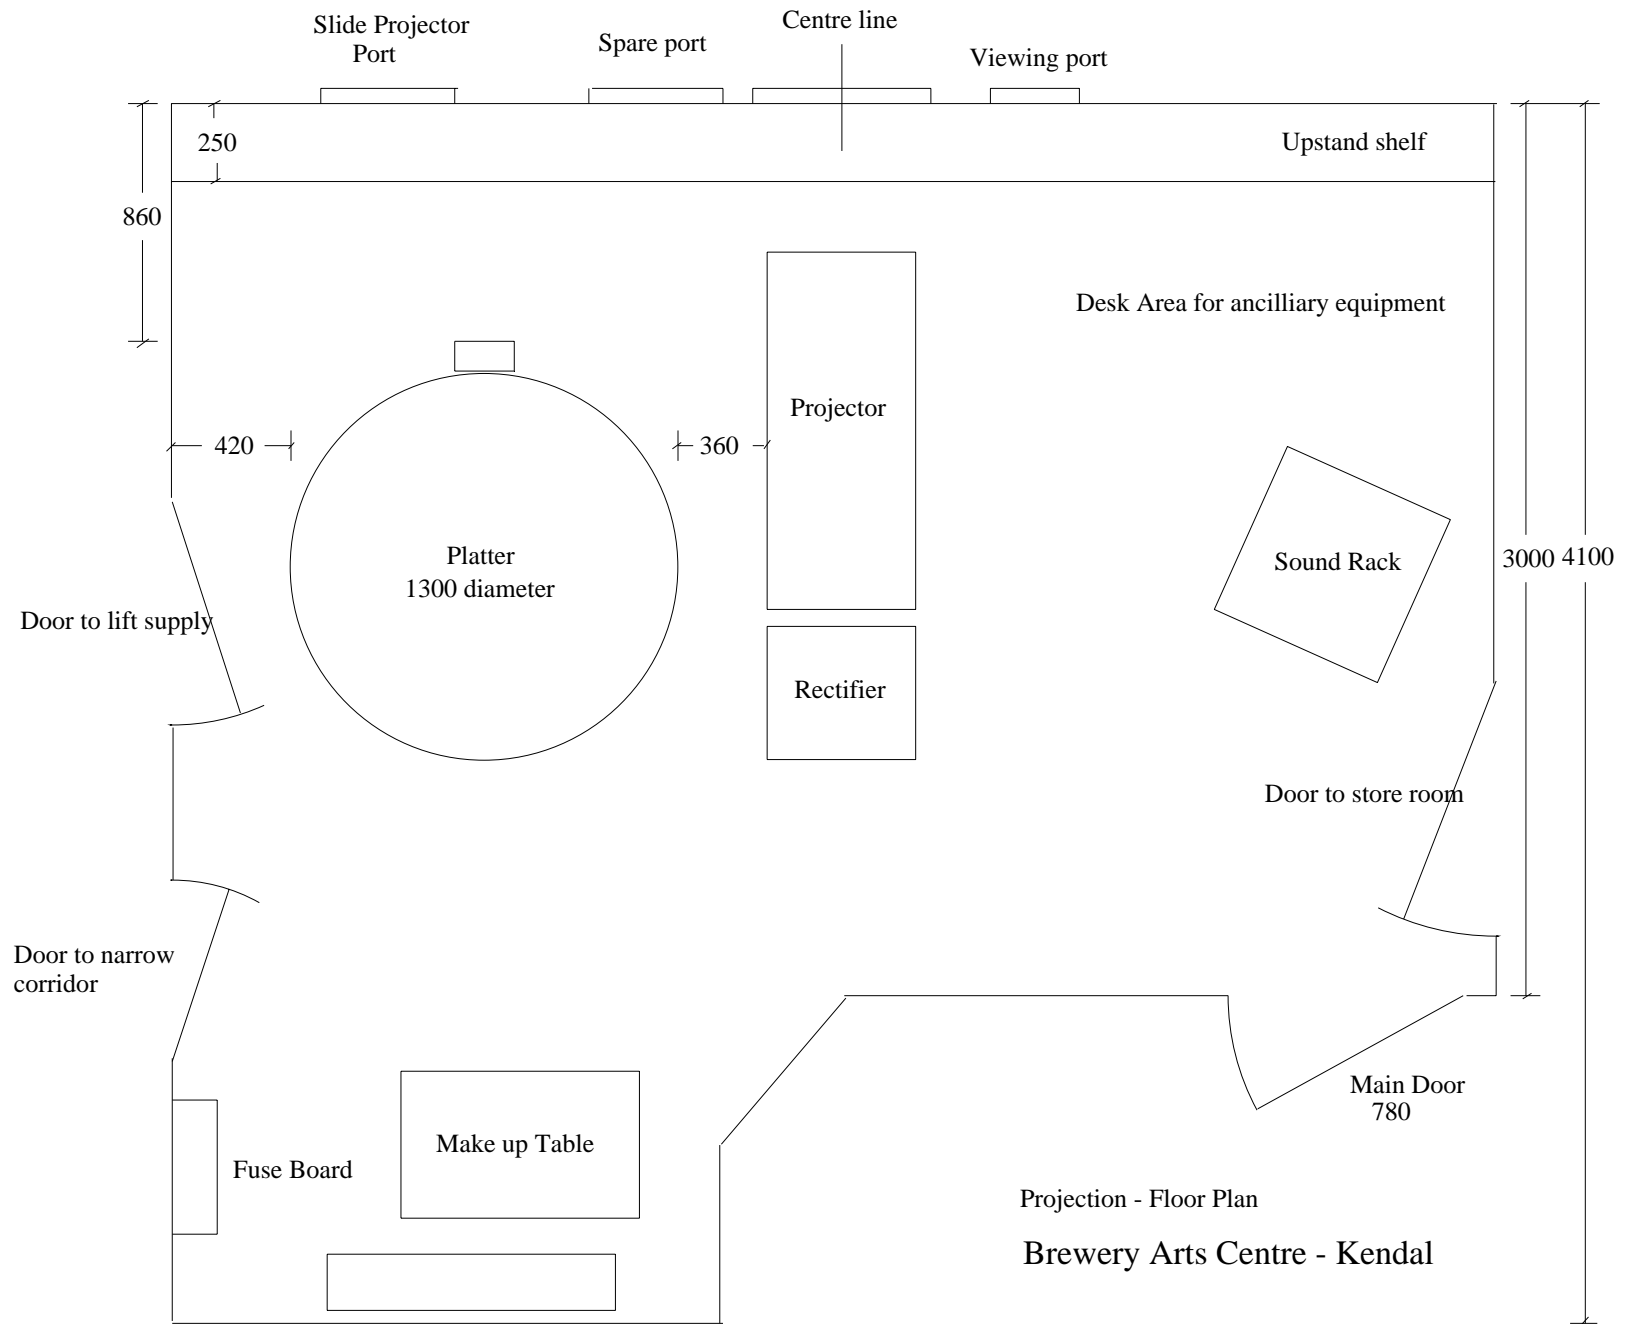 Slide Projector
Port
Spare port
Centre line
Viewing port
250
Upstand shelf
860
Desk Area for ancilliary equipment
Projector
420
360
Platter
1300 diameter
Sound Rack
3000
4100
Door to lift supply
Rectifier
Door to store room
Door to narrow
corridor
Main Door
780
Make up Table
Fuse Board
Projection - Floor Plan
Brewery Arts Centre - Kendal